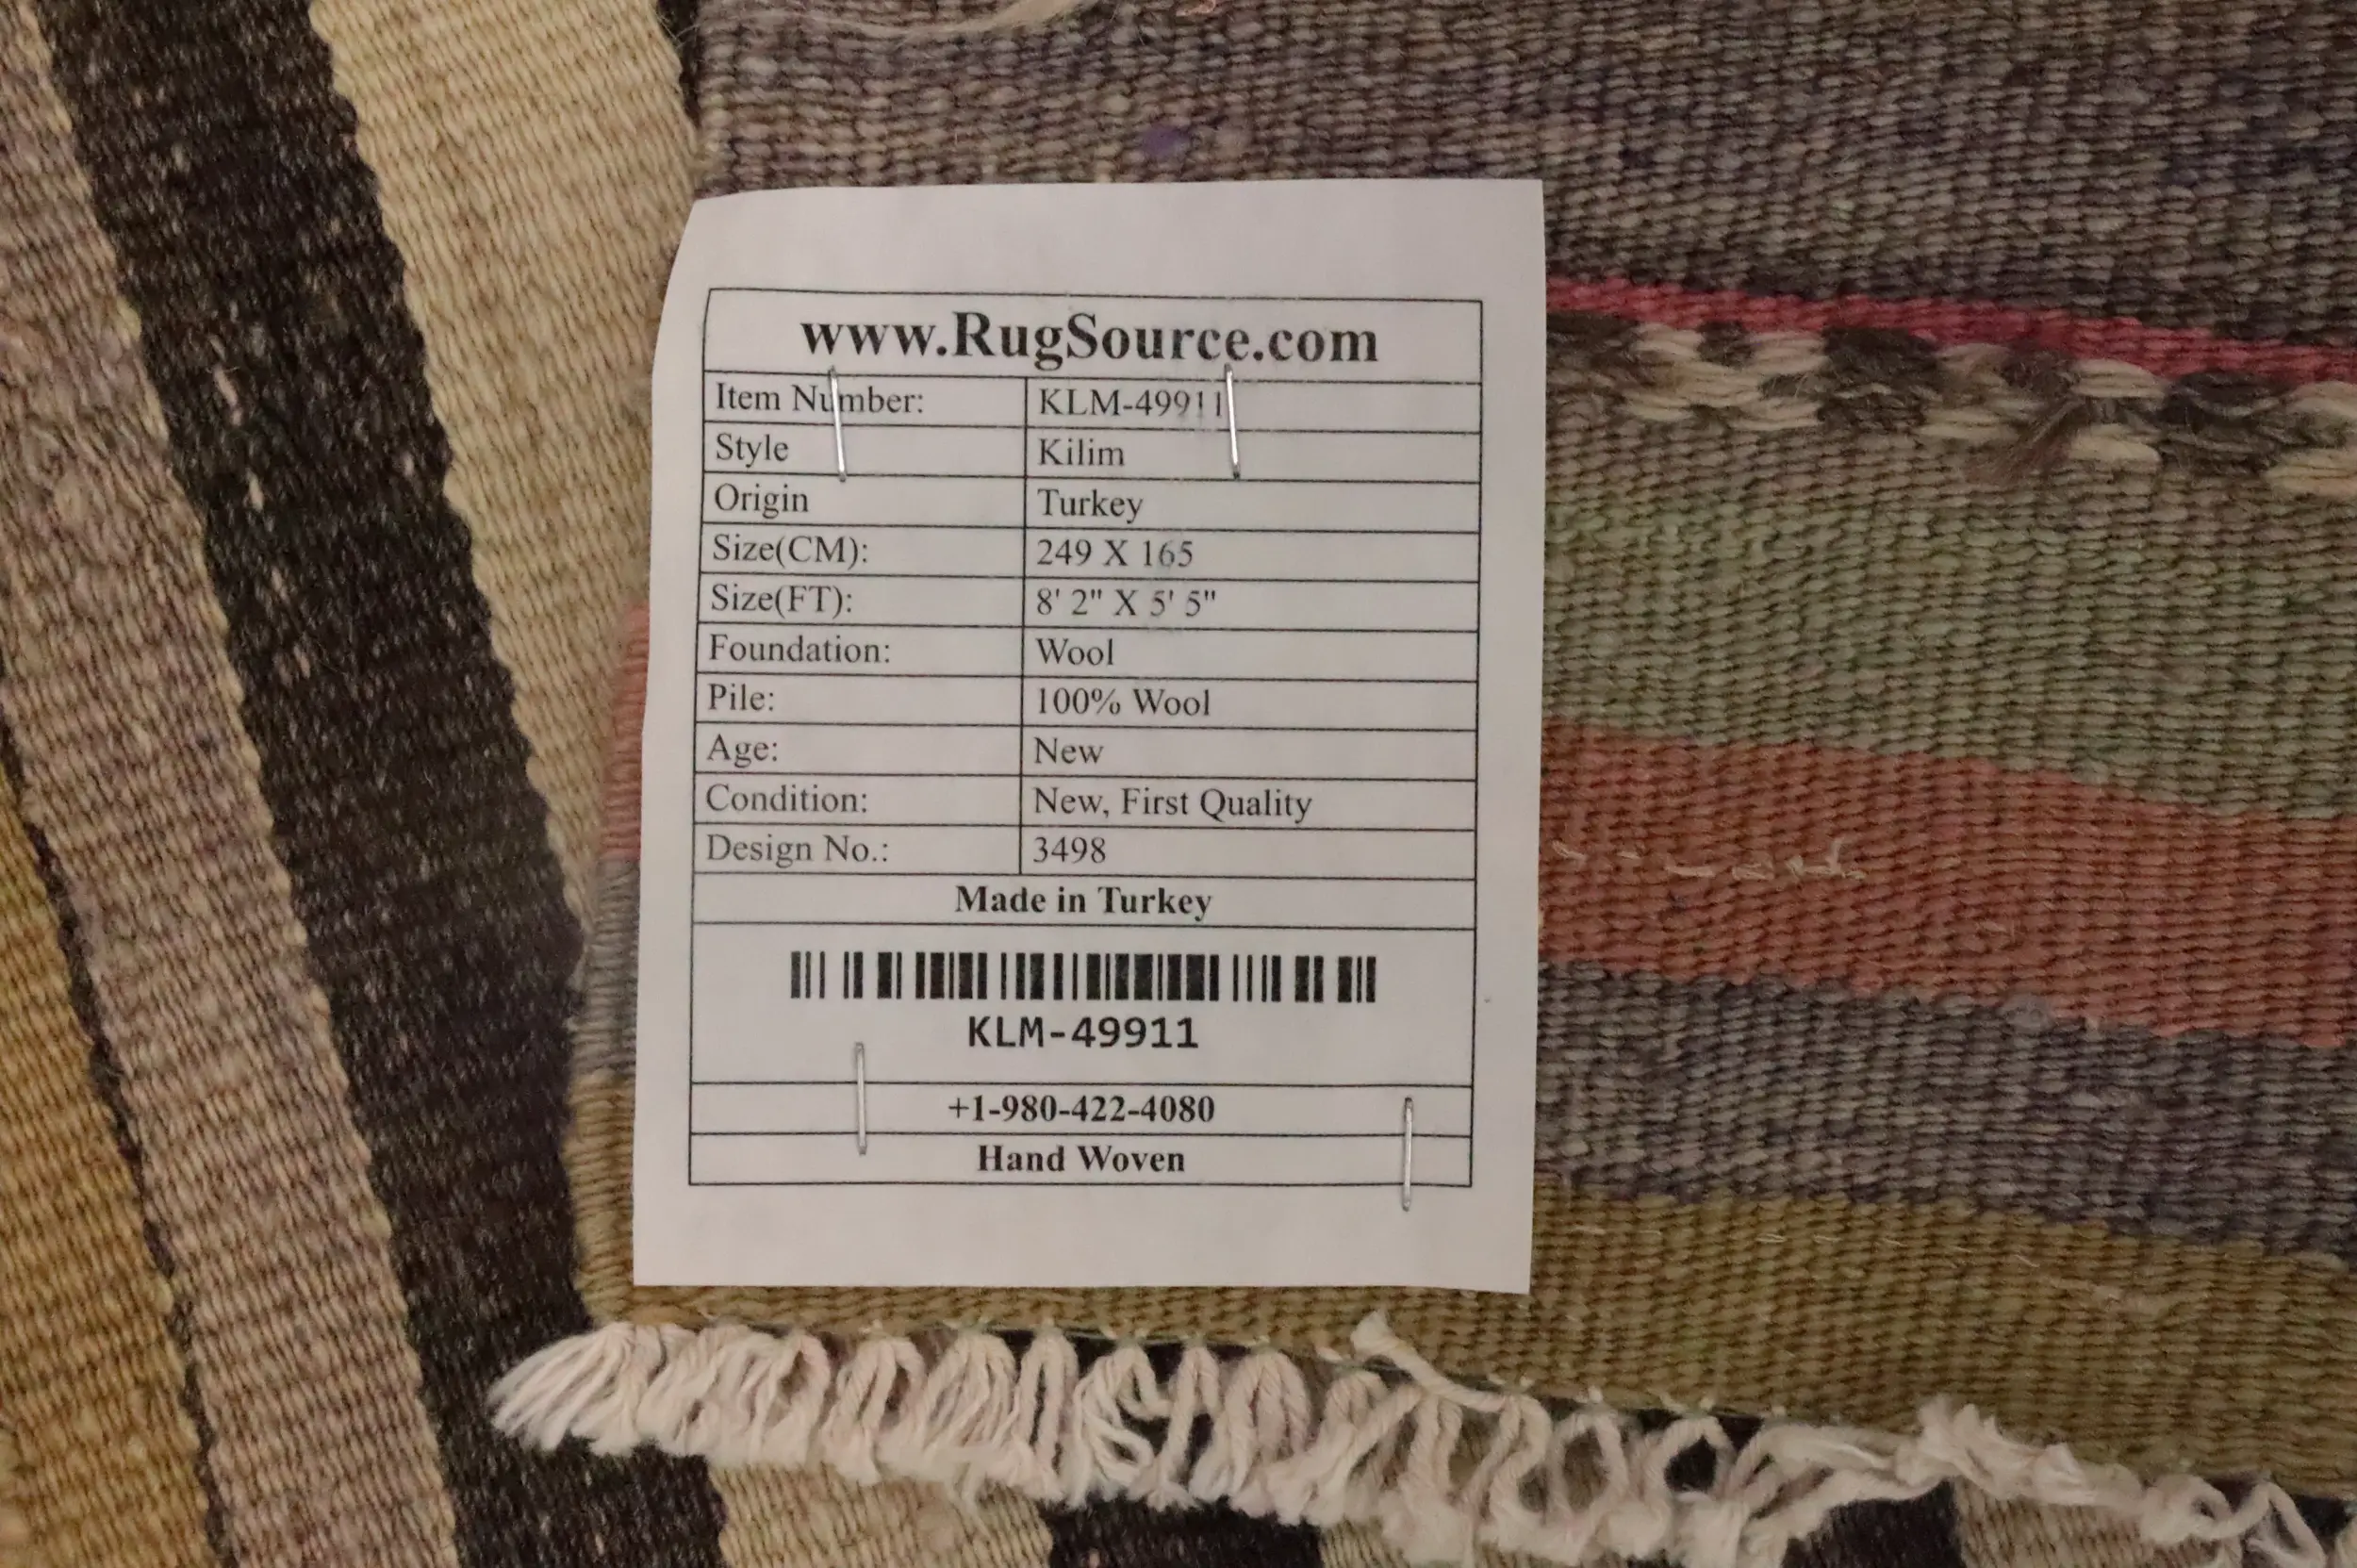 www.RugSource.com
Item Number: KLM-49911
Style Kilim
Origin Turkey
Size(CM): 249 X 165
Size(FT): 8' 2" X 5' 5"
Foundation: Wool
Pile: 100% Wool
Age: New
Condition: New, First Quality
Design No.: 3498
Made in Turkey
KLM-49911
+1-980-422-4080
Hand Woven